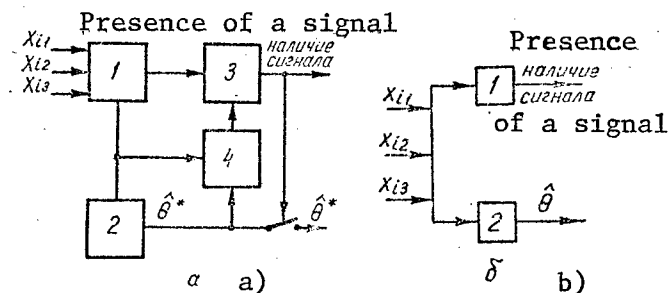 Presence of a signal
наличие
сигнала
Xi1
Xi2
Xi3
1
3
4
2
θ̂*
θ̂*
а a)
Presence
наличие
сигнала
of a signal
Xi1
Xi2
Xi3
1
2
θ̂
б b)